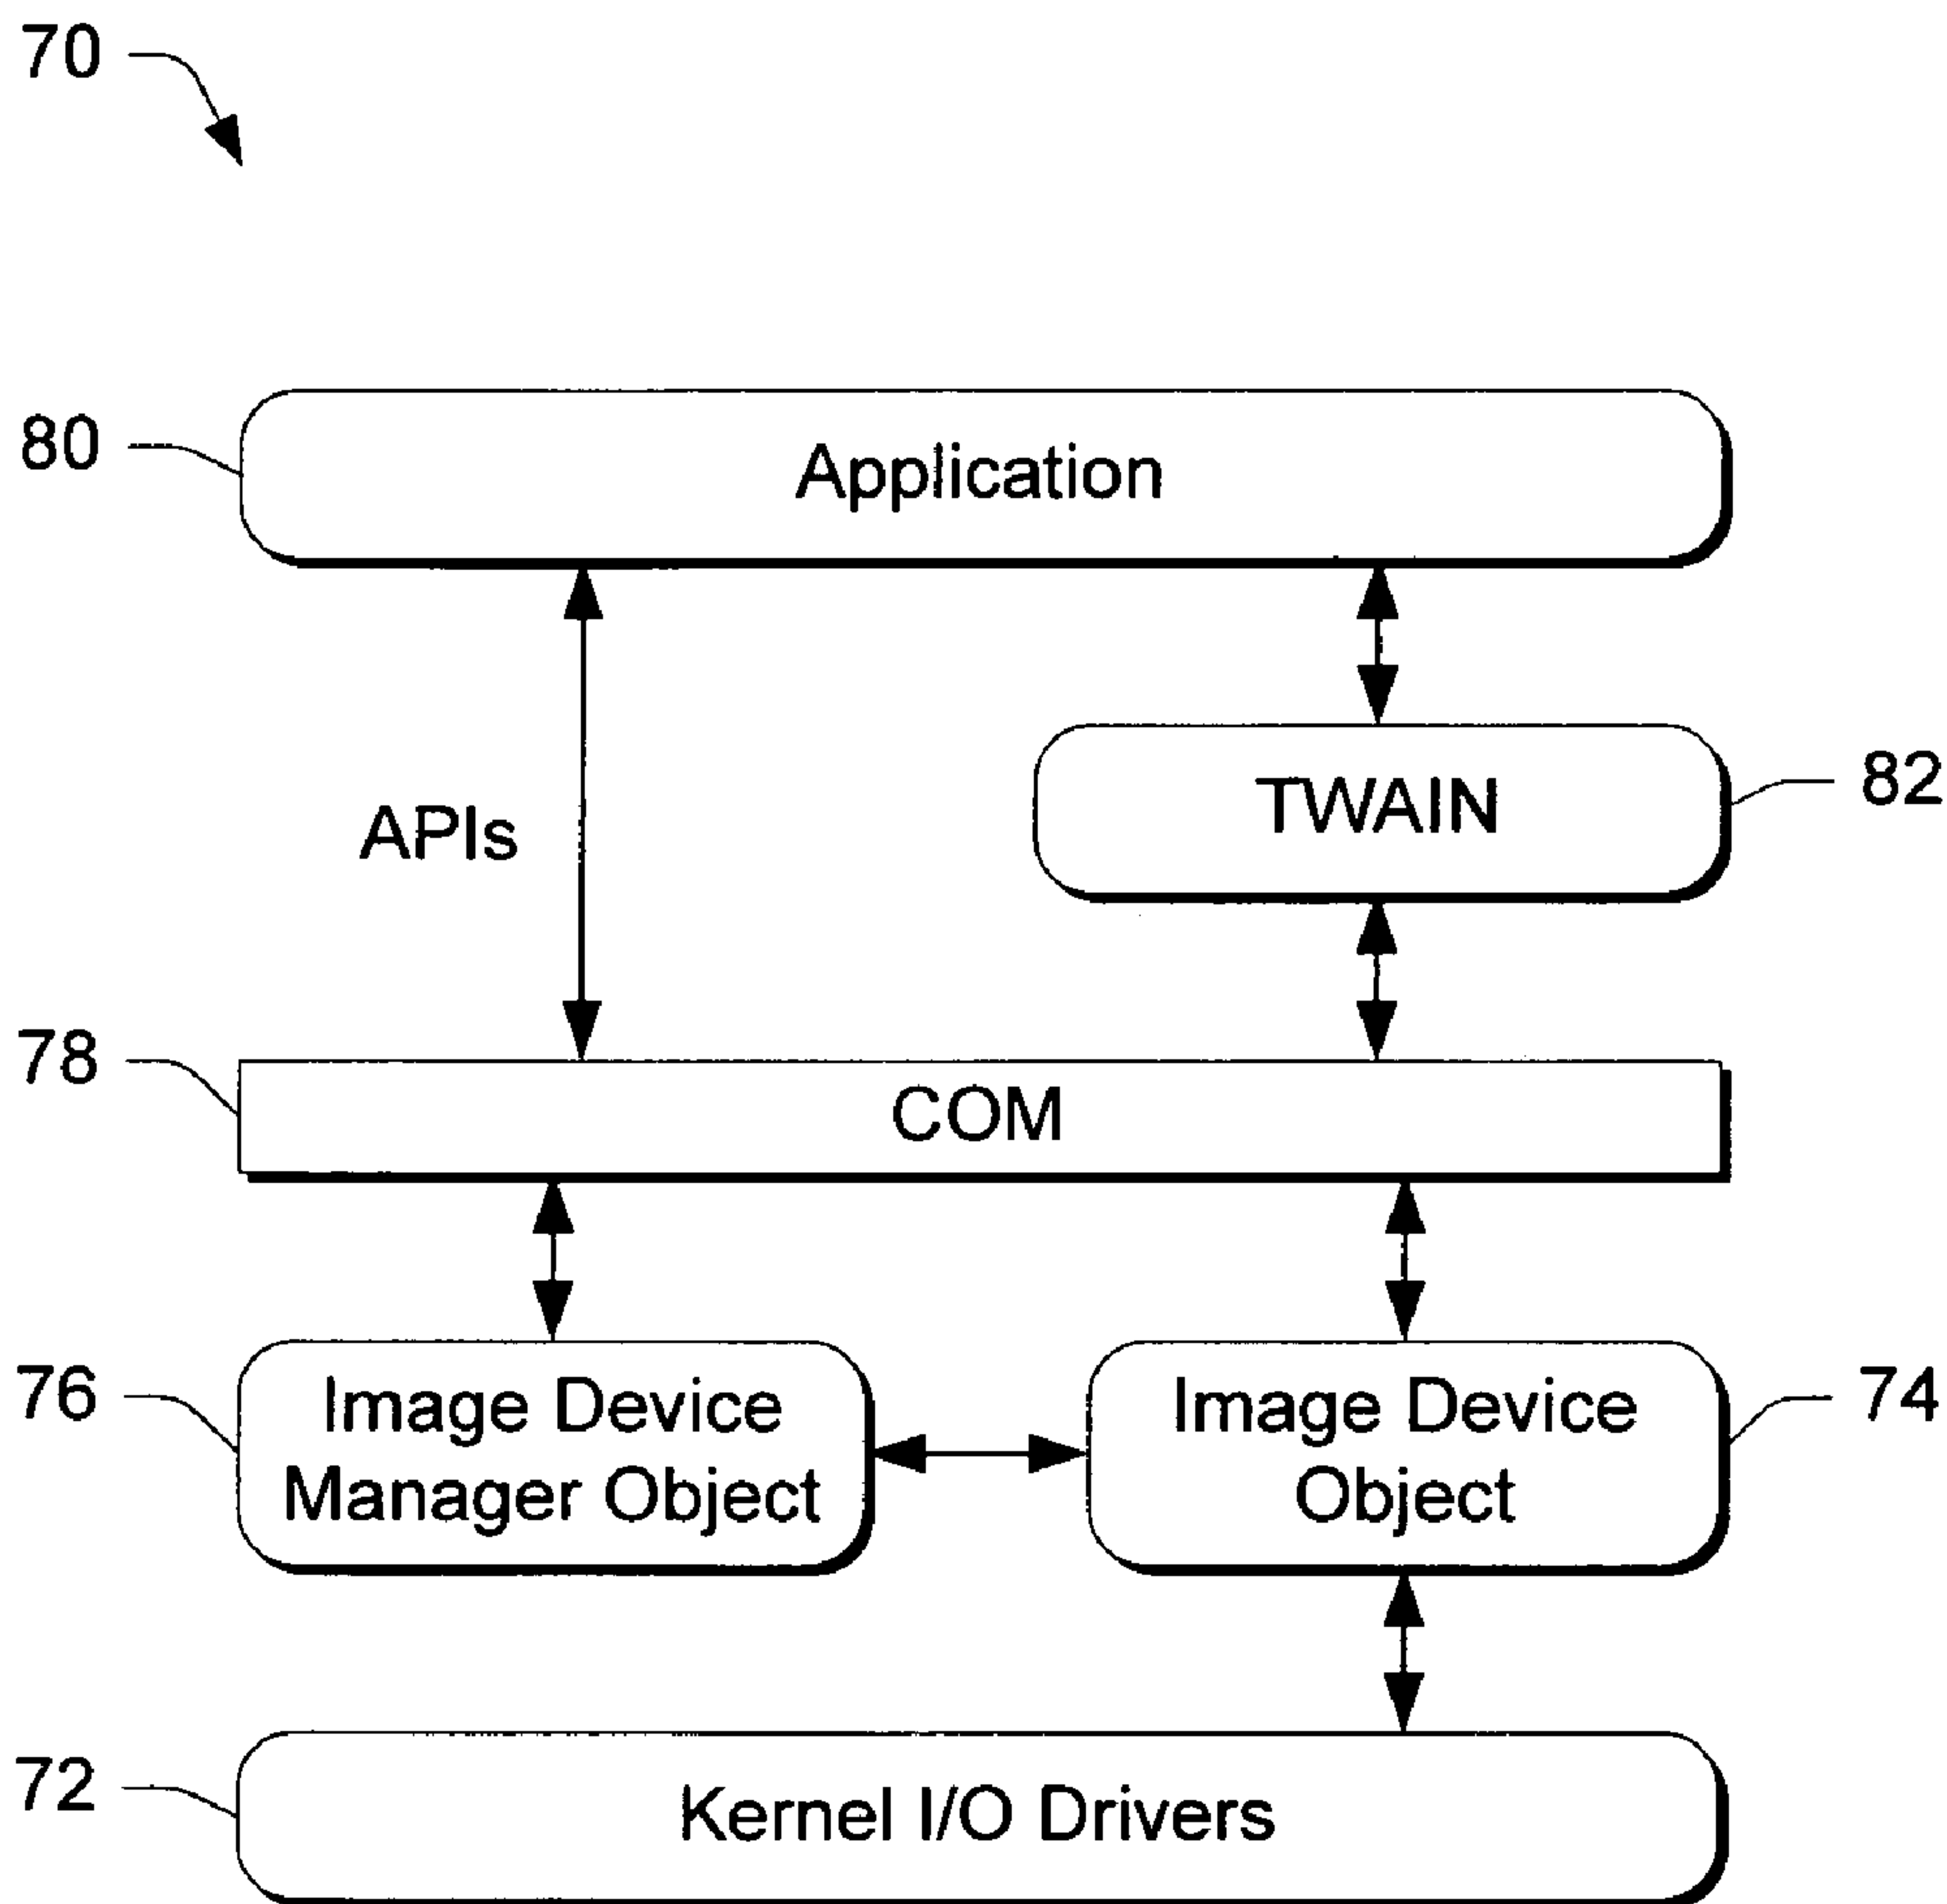 70
80
Application
APIs
TWAIN
82
78
COM
76
Image Device
Manager Object
Image Device
Object
74
72
Kernel I/O Drivers